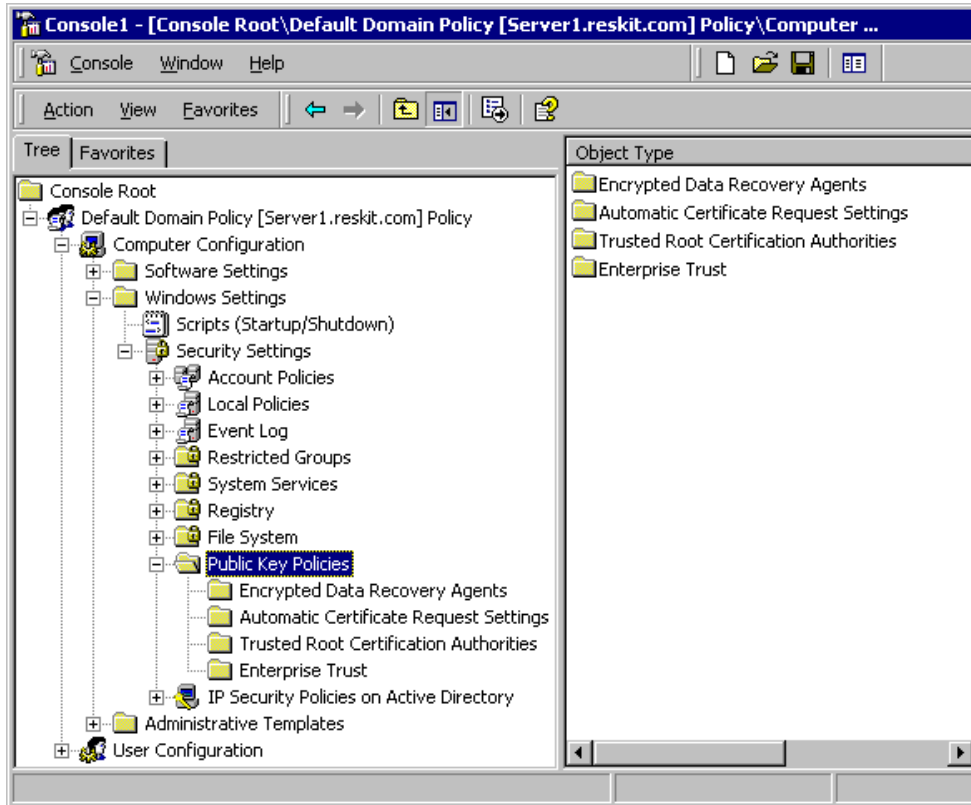 Console1 - [Console Root\Default Domain Policy [Server1.reskit.com] Policy\Computer ...
Console Window Help
Action View Favorites
Tree Favorites
Console Root
Default Domain Policy [Server1.reskit.com] Policy
Computer Configuration
Software Settings
Windows Settings
Scripts (Startup/Shutdown)
Security Settings
Account Policies
Local Policies
Event Log
Restricted Groups
System Services
Registry
File System
Public Key Policies
Encrypted Data Recovery Agents
Automatic Certificate Request Settings
Trusted Root Certification Authorities
Enterprise Trust
IP Security Policies on Active Directory
Administrative Templates
User Configuration
Object Type
Encrypted Data Recovery Agents
Automatic Certificate Request Settings
Trusted Root Certification Authorities
Enterprise Trust